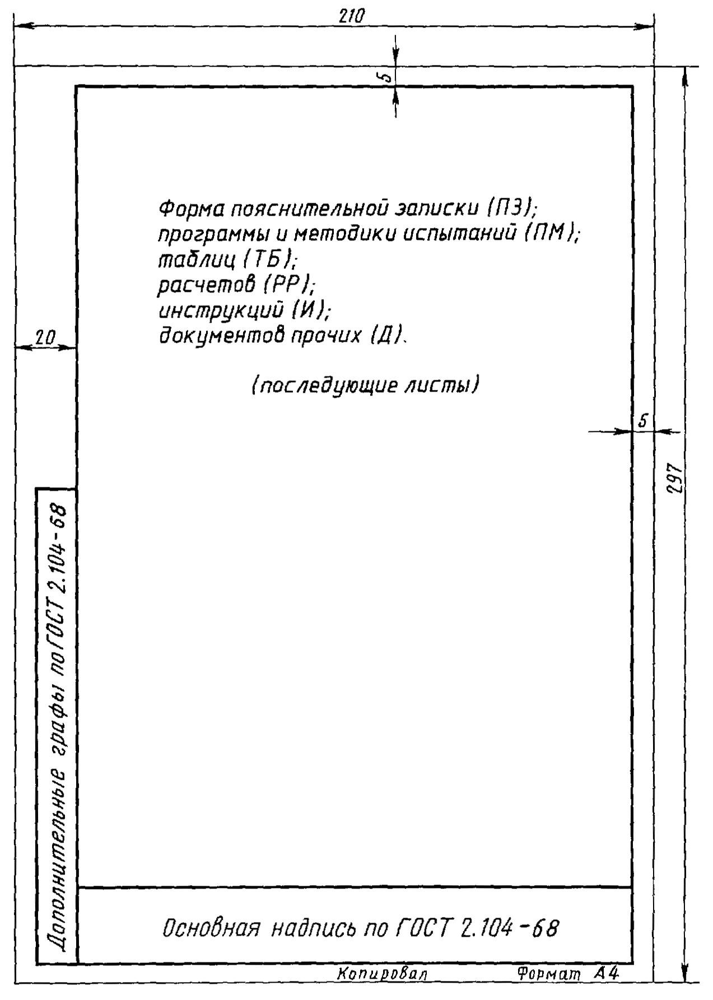 210
5
Форма пояснительной записки (ПЗ);
программы и методики испытаний (ПМ);
таблиц (ТБ);
расчетов (РР);
инструкций (И);
документов прочих (Д).
20
(последующие листы)
5
297
Дополнительные графы по ГОСТ 2.104-68
Основная надпись по ГОСТ 2.104-68
Копировал Формат А4